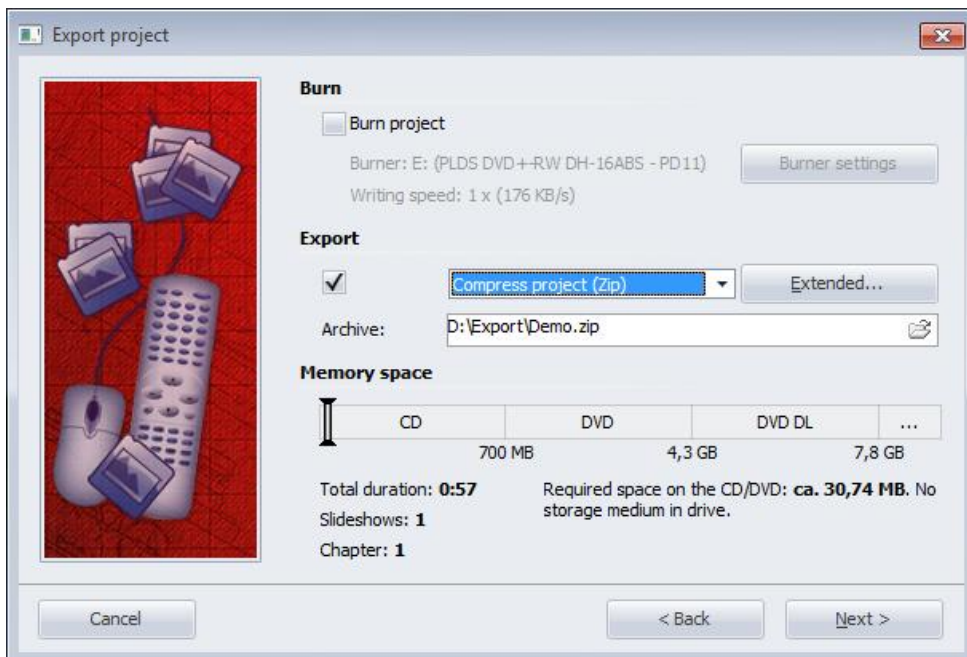 Export project
Burn
Burn project
Burner: E: (PLDS DVD+-RW DH-16ABS - PD11)
Burner settings
Writing speed: 1 x (176 KB/s)
Export
Compress project (Zip)
Extended...
Archive:
D:\Export\Demo.zip
Memory space
CD
DVD
DVD DL
...
700 MB
4,3 GB
7,8 GB
Total duration: 0:57
Slideshows: 1
Chapter: 1
Required space on the CD/DVD: ca. 30,74 MB. No
storage medium in drive.
Cancel
< Back
Next >